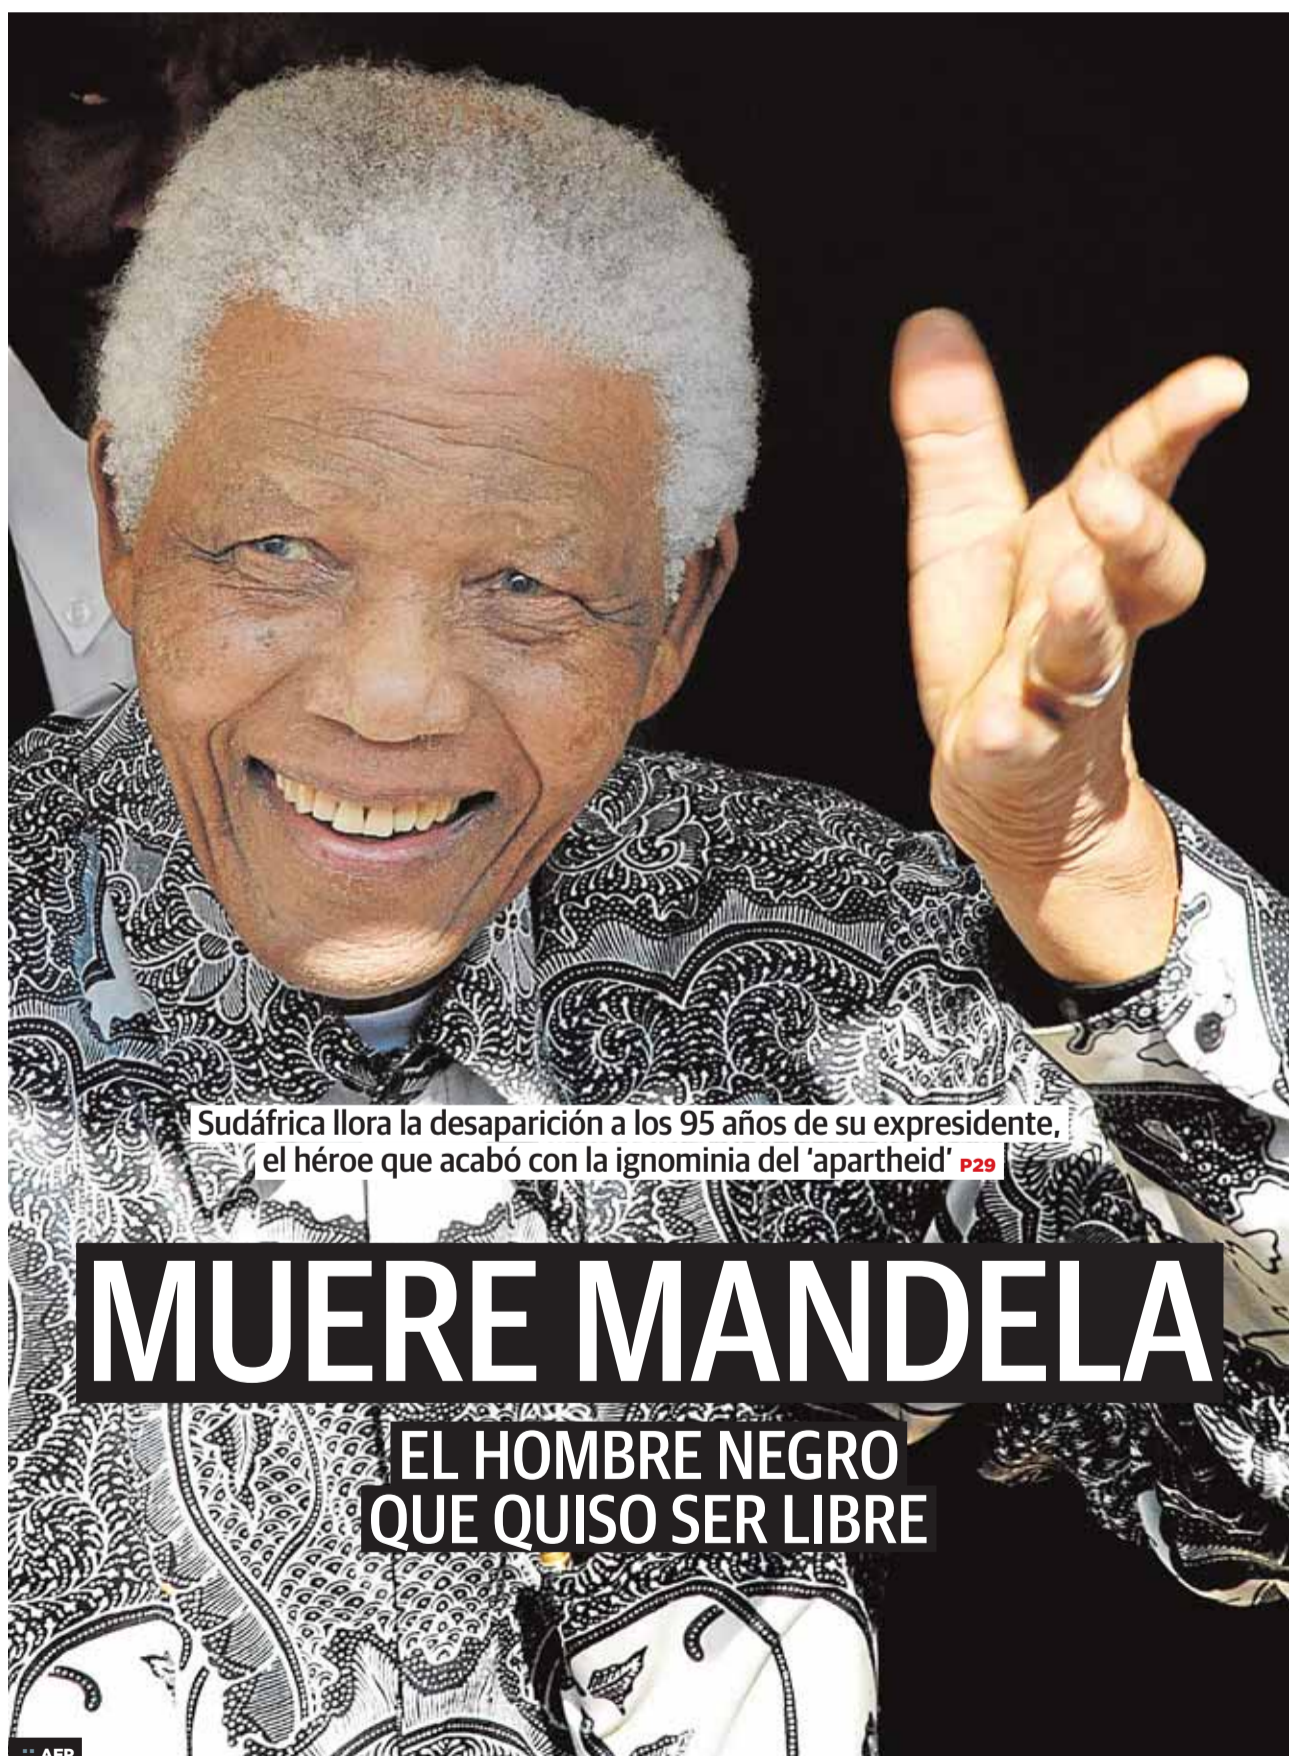 Sudáfrica llora la desaparición a los 95 años de su expresidente,
el héroe que acabó con la ignominia del ‘apartheid’ P29
MUERE MANDELA
EL HOMBRE NEGRO
QUE QUISO SER LIBRE
:: AFP